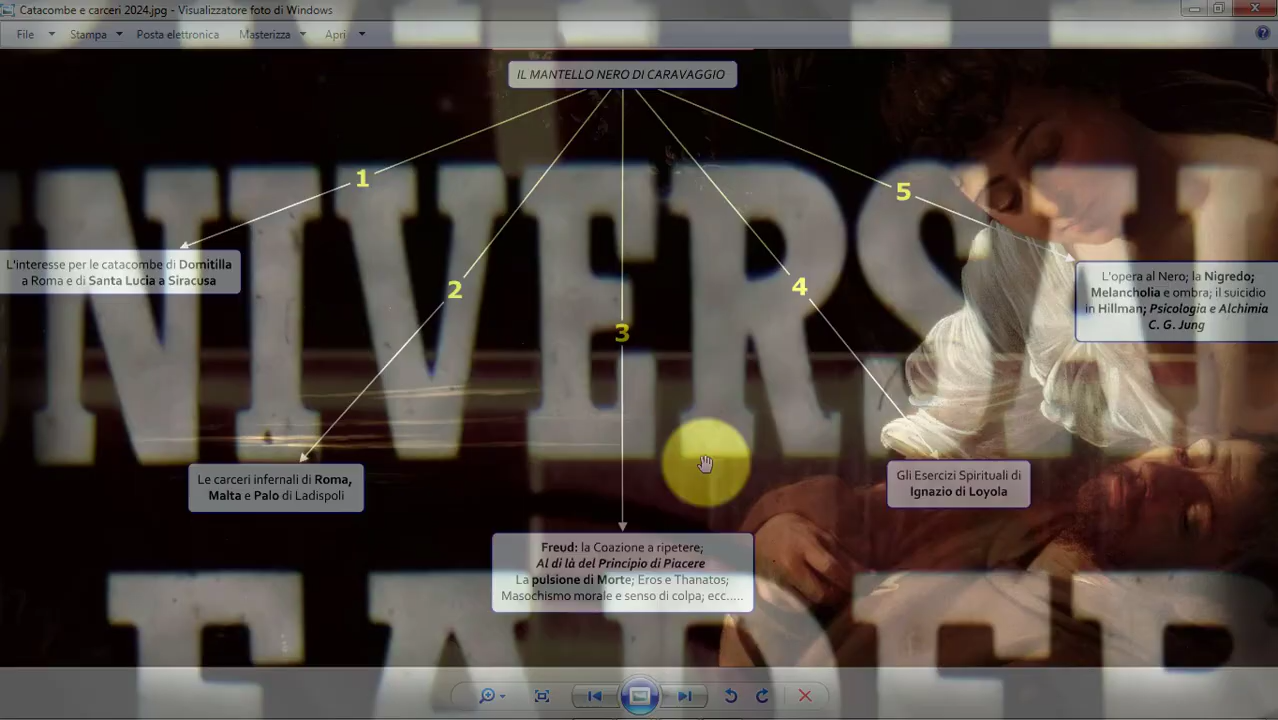 Catacombe e carceri 2024.jpg - Visualizzatore foto di Windows
File Stampa Posta elettronica Masterizza Apri
IL MANTELLO NERO DI CARAVAGGIO
1
5
2
4
3
L'interesse per le catacombe di Domitilla
a Roma e di Santa Lucia a Siracusa
L'opera al Nero; la Nigredo;
Melancholia e ombra; il suicidio
in Hillman; Psicologia e Alchimia
C. G. Jung
Le carceri infernali di Roma,
Malta e Palo di Ladispoli
Gli Esercizi Spirituali di
Ignazio di Loyola
Freud: la Coazione a ripetere;
Al di là del Principio di Piacere
La pulsione di Morte; Eros e Thanatos;
Masochismo morale e senso di colpa; ecc.....